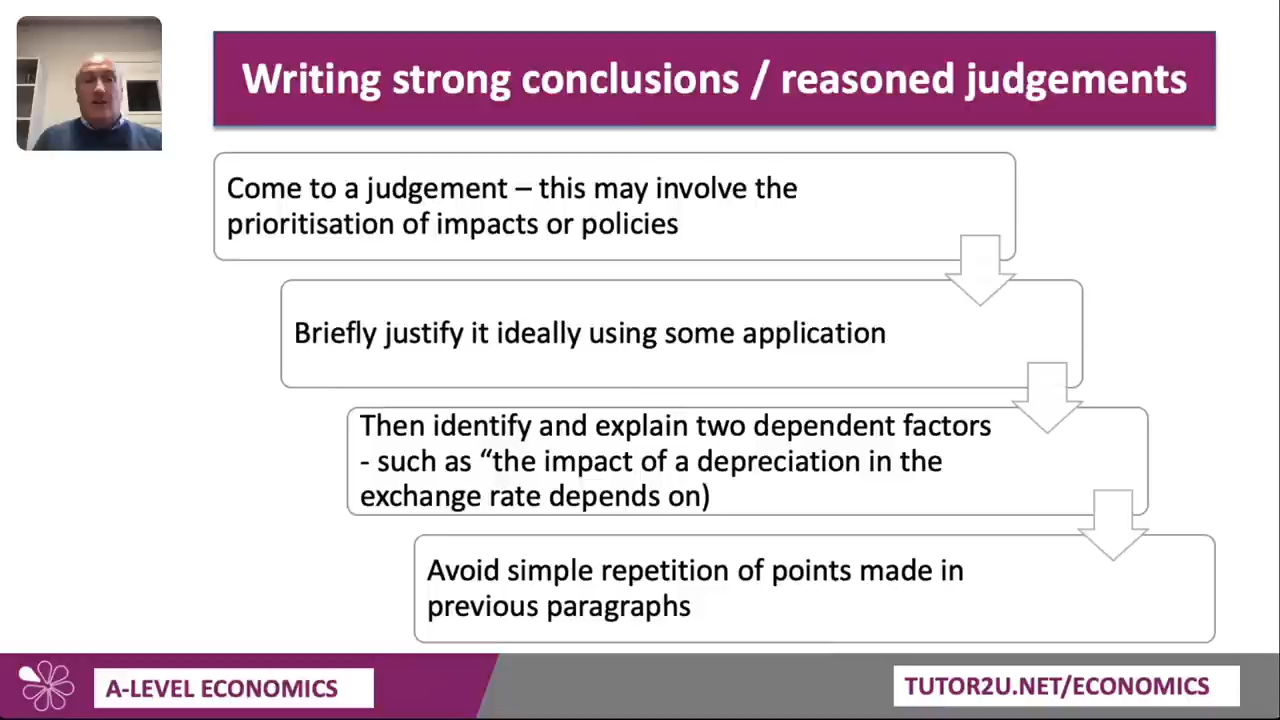 Writing strong conclusions / reasoned judgements
Come to a judgement – this may involve the
prioritisation of impacts or policies
Briefly justify it ideally using some application
Then identify and explain two dependent factors
- such as “the impact of a depreciation in the
exchange rate depends on)
Avoid simple repetition of points made in
previous paragraphs
A-LEVEL ECONOMICS
TUTOR2U.NET/ECONOMICS